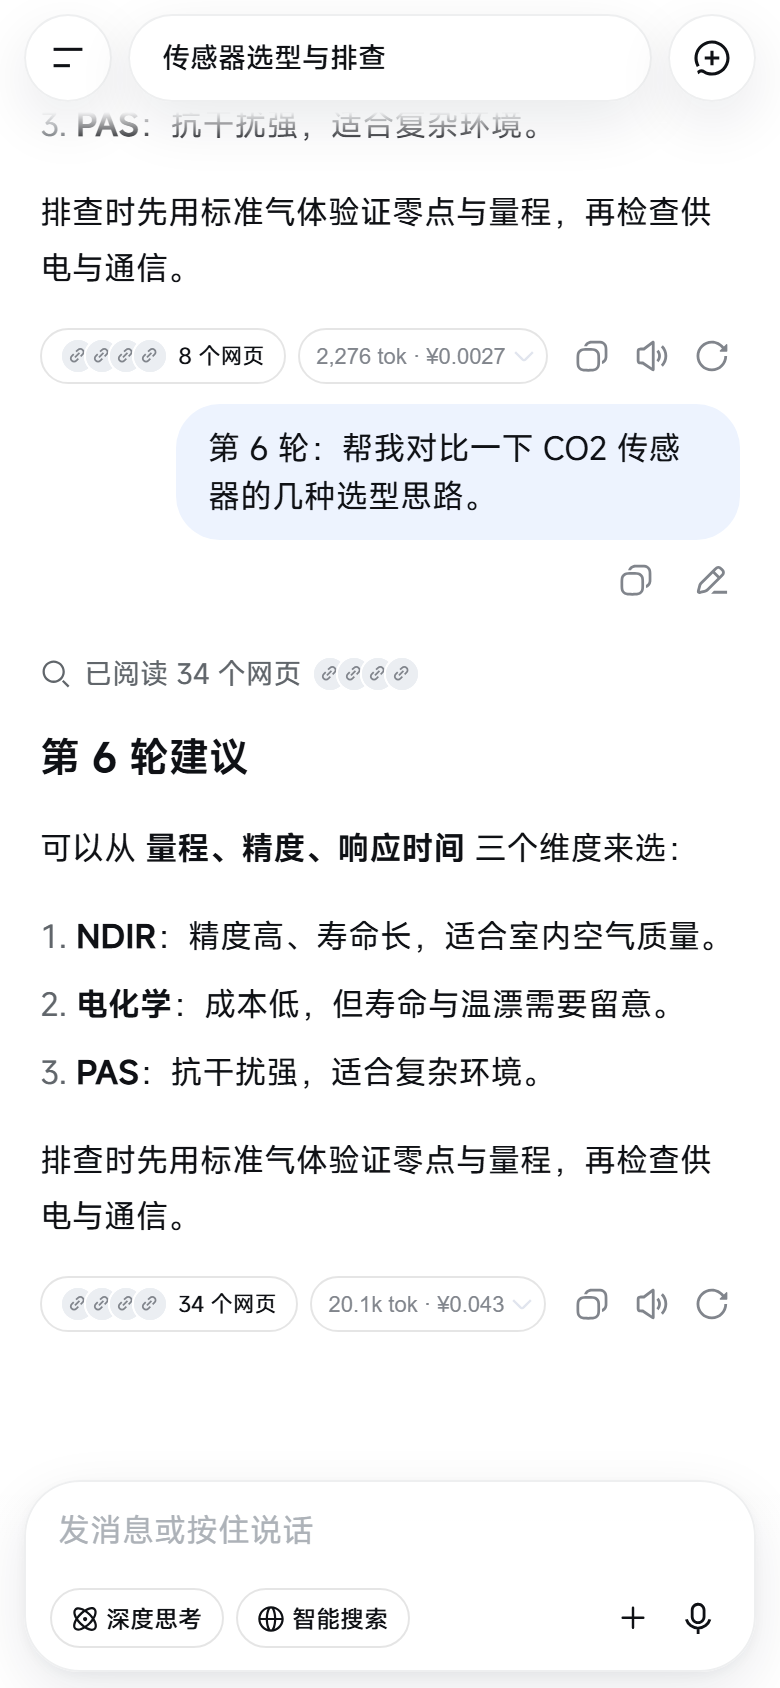 传感器选型与排查
3. PAS：抗干扰强，适合复杂环境。
排查时先用标准气体验证零点与量程，再检查供
电与通信。
8 个网页
2,276 tok · ¥0.0027
第 6 轮：帮我对比一下 CO2 传感
器的几种选型思路。
已阅读 34 个网页
第 6 轮建议
可以从 量程、精度、响应时间 三个维度来选：
1. NDIR：精度高、寿命长，适合室内空气质量。
2. 电化学：成本低，但寿命与温漂需要留意。
3. PAS：抗干扰强，适合复杂环境。
排查时先用标准气体验证零点与量程，再检查供
电与通信。
34 个网页
20.1k tok · ¥0.043
发消息或按住说话
深度思考
智能搜索